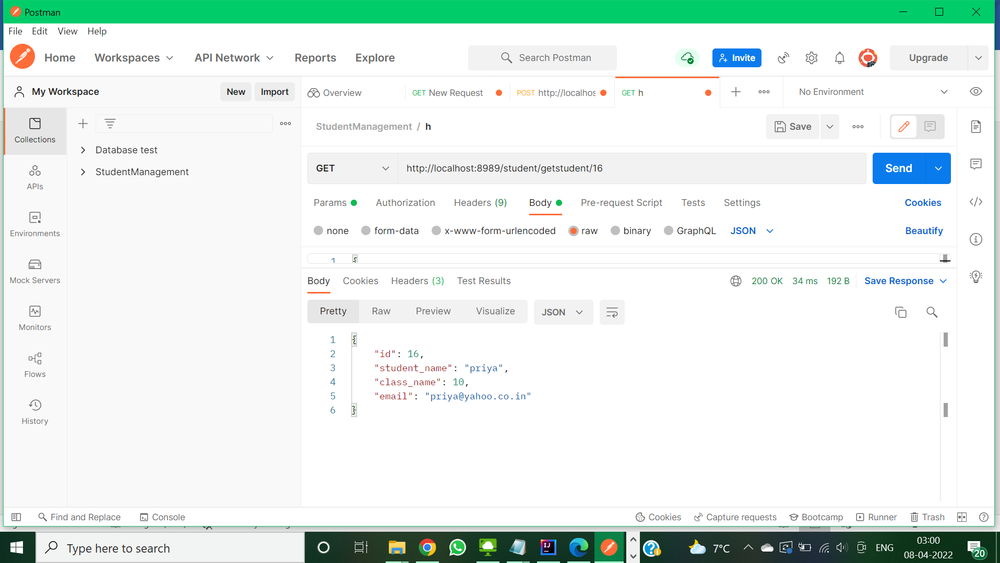 Postman
File Edit View Help
Home Workspaces API Network Reports Explore Search Postman Invite Upgrade
My Workspace New Import Overview GET New Request POST http://localhos GET h No Environment
Collections
APIs
Environments
Mock Servers
Monitors
Flows
History
Database test
StudentManagement
StudentManagement / h Save
GET http://localhost:8989/student/getstudent/16 Send
Params Authorization Headers (9) Body Pre-request Script Tests Settings Cookies
none form-data x-www-form-urlencoded raw binary GraphQL JSON Beautify
1 {
Body Cookies Headers (3) Test Results 200 OK 34 ms 192 B Save Response
Pretty Raw Preview Visualize JSON
1 {
2 "id": 16,
3 "student_name": "priya",
4 "class_name": 10,
5 "email": "priya@yahoo.co.in"
6 }
Find and Replace Console Cookies Capture requests Bootcamp Runner Trash
Type here to search 7°C ENG 03:00
08-04-2022 20